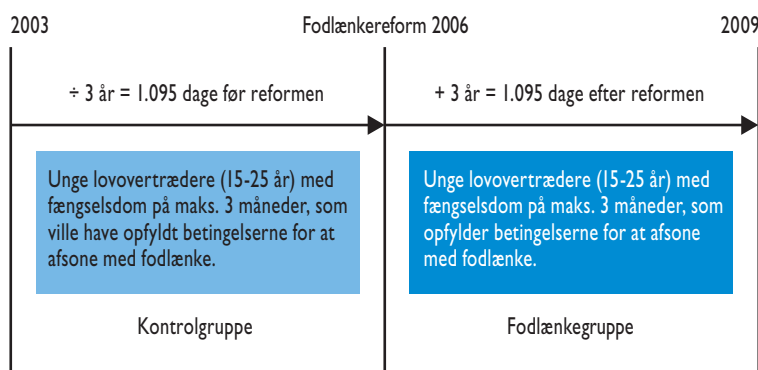 2003 Fodlænkereform 2006 2009
÷ 3 år = 1.095 dage før reformen
+ 3 år = 1.095 dage efter reformen
Unge lovovertrædere (15-25 år) med
fængselsdom på maks. 3 måneder, som
ville have opfyldt betingelserne for at
afsone med fodlænke.
Unge lovovertrædere (15-25 år) med
fængselsdom på maks. 3 måneder, som
opfylder betingelserne for at afsone
med fodlænke.
Kontrolgruppe
Fodlænkegruppe